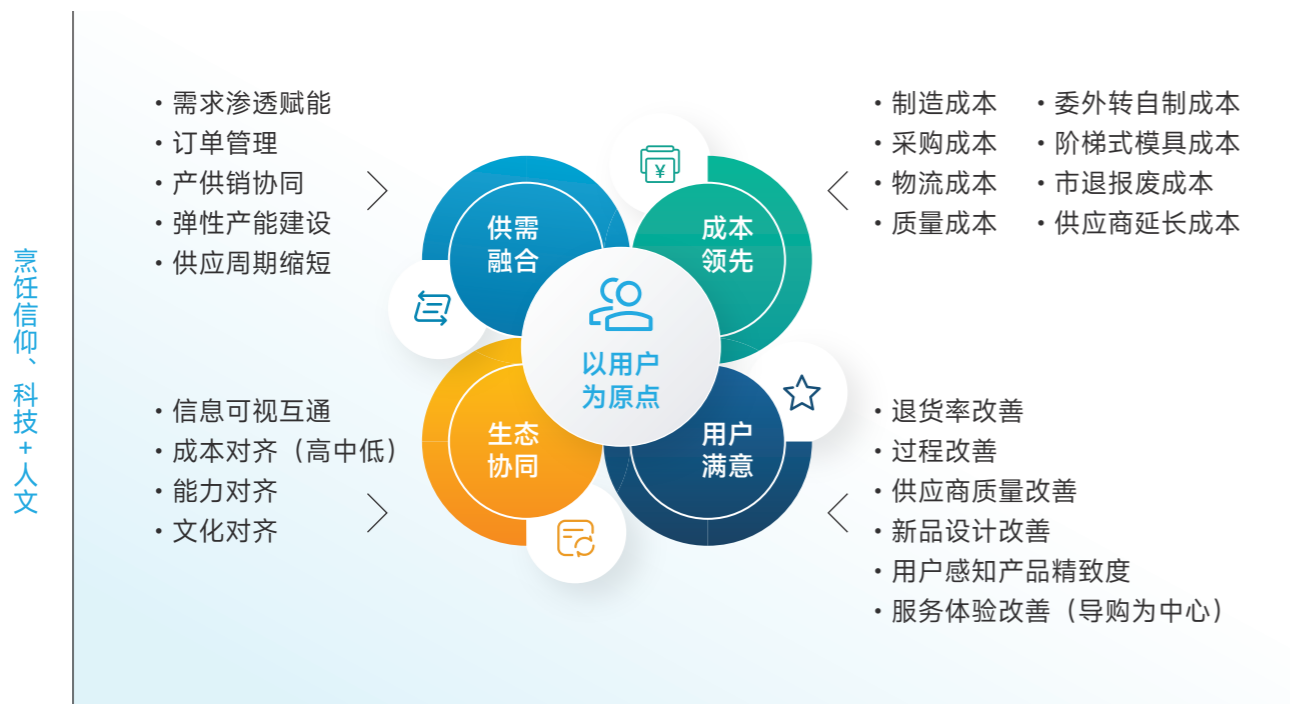 烹饪信仰、科技+人文
・需求渗透赋能
・订单管理
・产供销协同
・弹性产能建设
・供应周期缩短
供需
融合
¥
成本
领先
・制造成本 ・委外转自制成本
・采购成本 ・阶梯式模具成本
・物流成本 ・市退报废成本
・质量成本 ・供应商延长成本
以用户
为原点
・信息可视互通
・成本对齐（高中低）
・能力对齐
・文化对齐
生态
协同
用户
满意
・退货率改善
・过程改善
・供应商质量改善
・新品设计改善
・用户感知产品精致度
・服务体验改善（导购为中心）